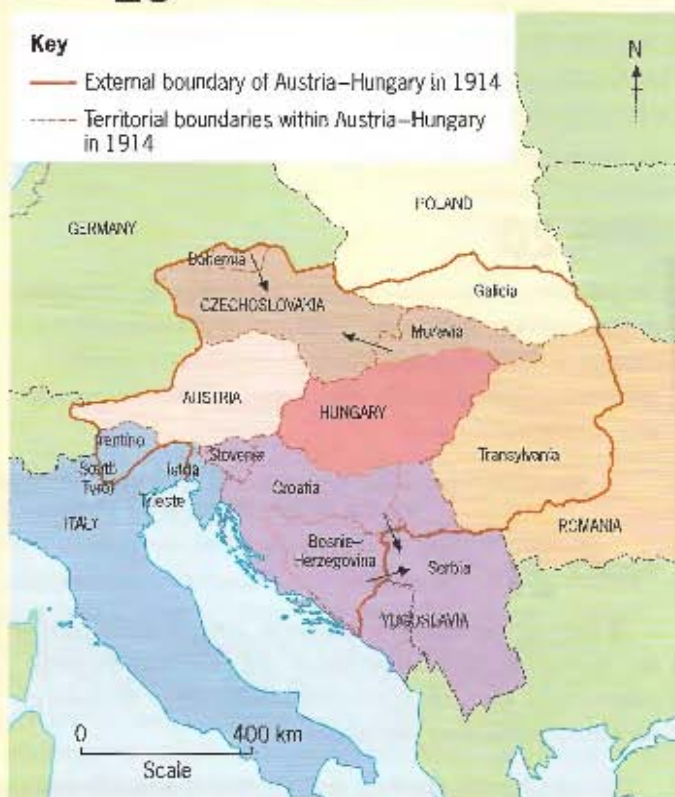 Key
External boundary of Austria–Hungary in 1914
Territorial boundaries within Austria–Hungary
in 1914
N
POLAND
GERMANY
Bohemia
Galicia
CZECHOSLOVAKIA
Moravia
AUSTRIA
HUNGARY
Trentino
Slovenia
Transylvania
South
Tyrol
Istria
Croatia
Trieste
ITALY
ROMANIA
Bosnie–
Herzegovina
Serbia
YUGOSLAVIA
0 400 km
Scale